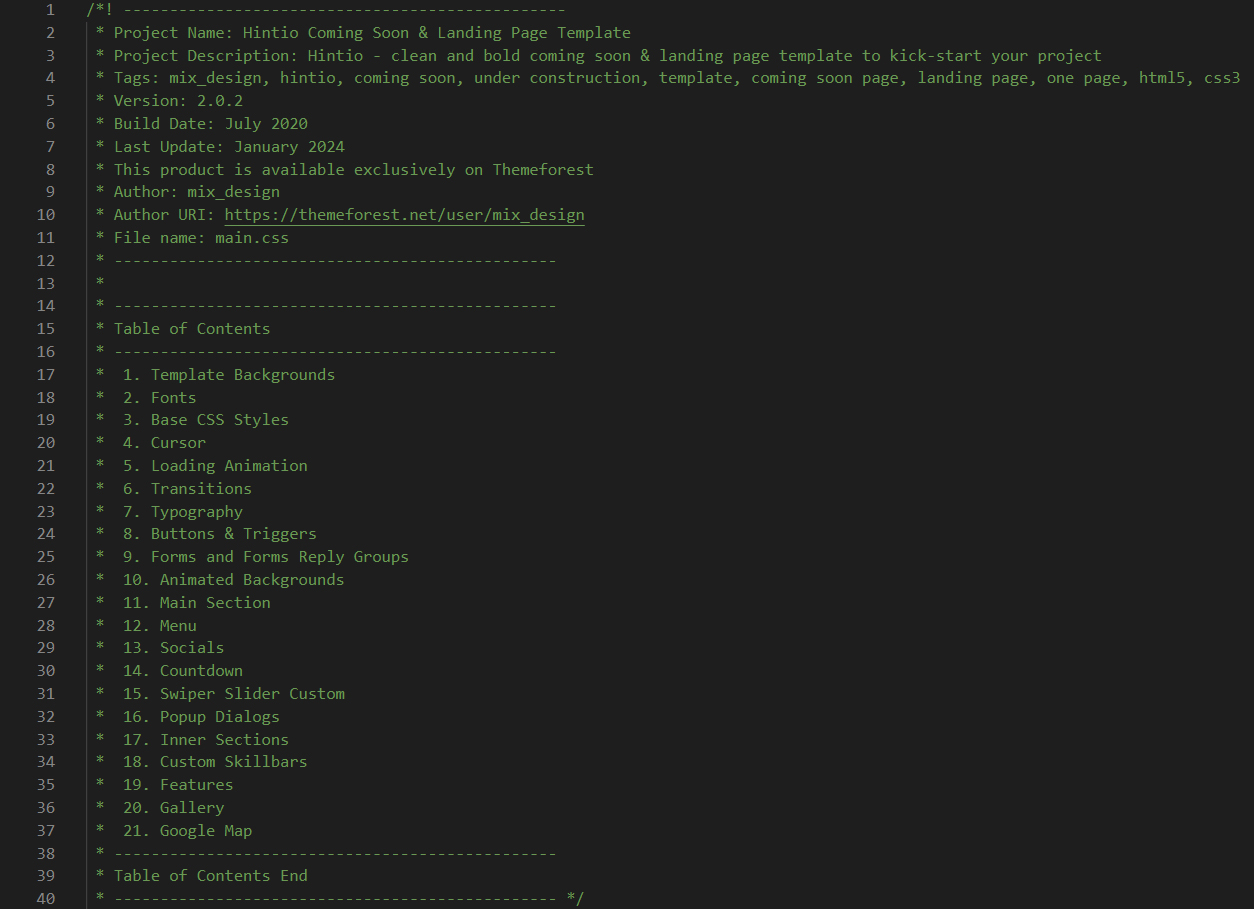 1 /*! ------------------------------------------------
2 * Project Name: Hintio Coming Soon & Landing Page Template
3 * Project Description: Hintio - clean and bold coming soon & landing page template to kick-start your project
4 * Tags: mix_design, hintio, coming soon, under construction, template, coming soon page, landing page, one page, html5, css3
5 * Version: 2.0.2
6 * Build Date: July 2020
7 * Last Update: January 2024
8 * This product is available exclusively on Themeforest
9 * Author: mix_design
10 * Author URI: https://themeforest.net/user/mix_design
11 * File name: main.css
12 * ------------------------------------------------
13 *
14 * ------------------------------------------------
15 * Table of Contents
16 * ------------------------------------------------
17 *  1. Template Backgrounds
18 *  2. Fonts
19 *  3. Base CSS Styles
20 *  4. Cursor
21 *  5. Loading Animation
22 *  6. Transitions
23 *  7. Typography
24 *  8. Buttons & Triggers
25 *  9. Forms and Forms Reply Groups
26 *  10. Animated Backgrounds
27 *  11. Main Section
28 *  12. Menu
29 *  13. Socials
30 *  14. Countdown
31 *  15. Swiper Slider Custom
32 *  16. Popup Dialogs
33 *  17. Inner Sections
34 *  18. Custom Skillbars
35 *  19. Features
36 *  20. Gallery
37 *  21. Google Map
38 * ------------------------------------------------
39 * Table of Contents End
40 * ------------------------------------------------ */